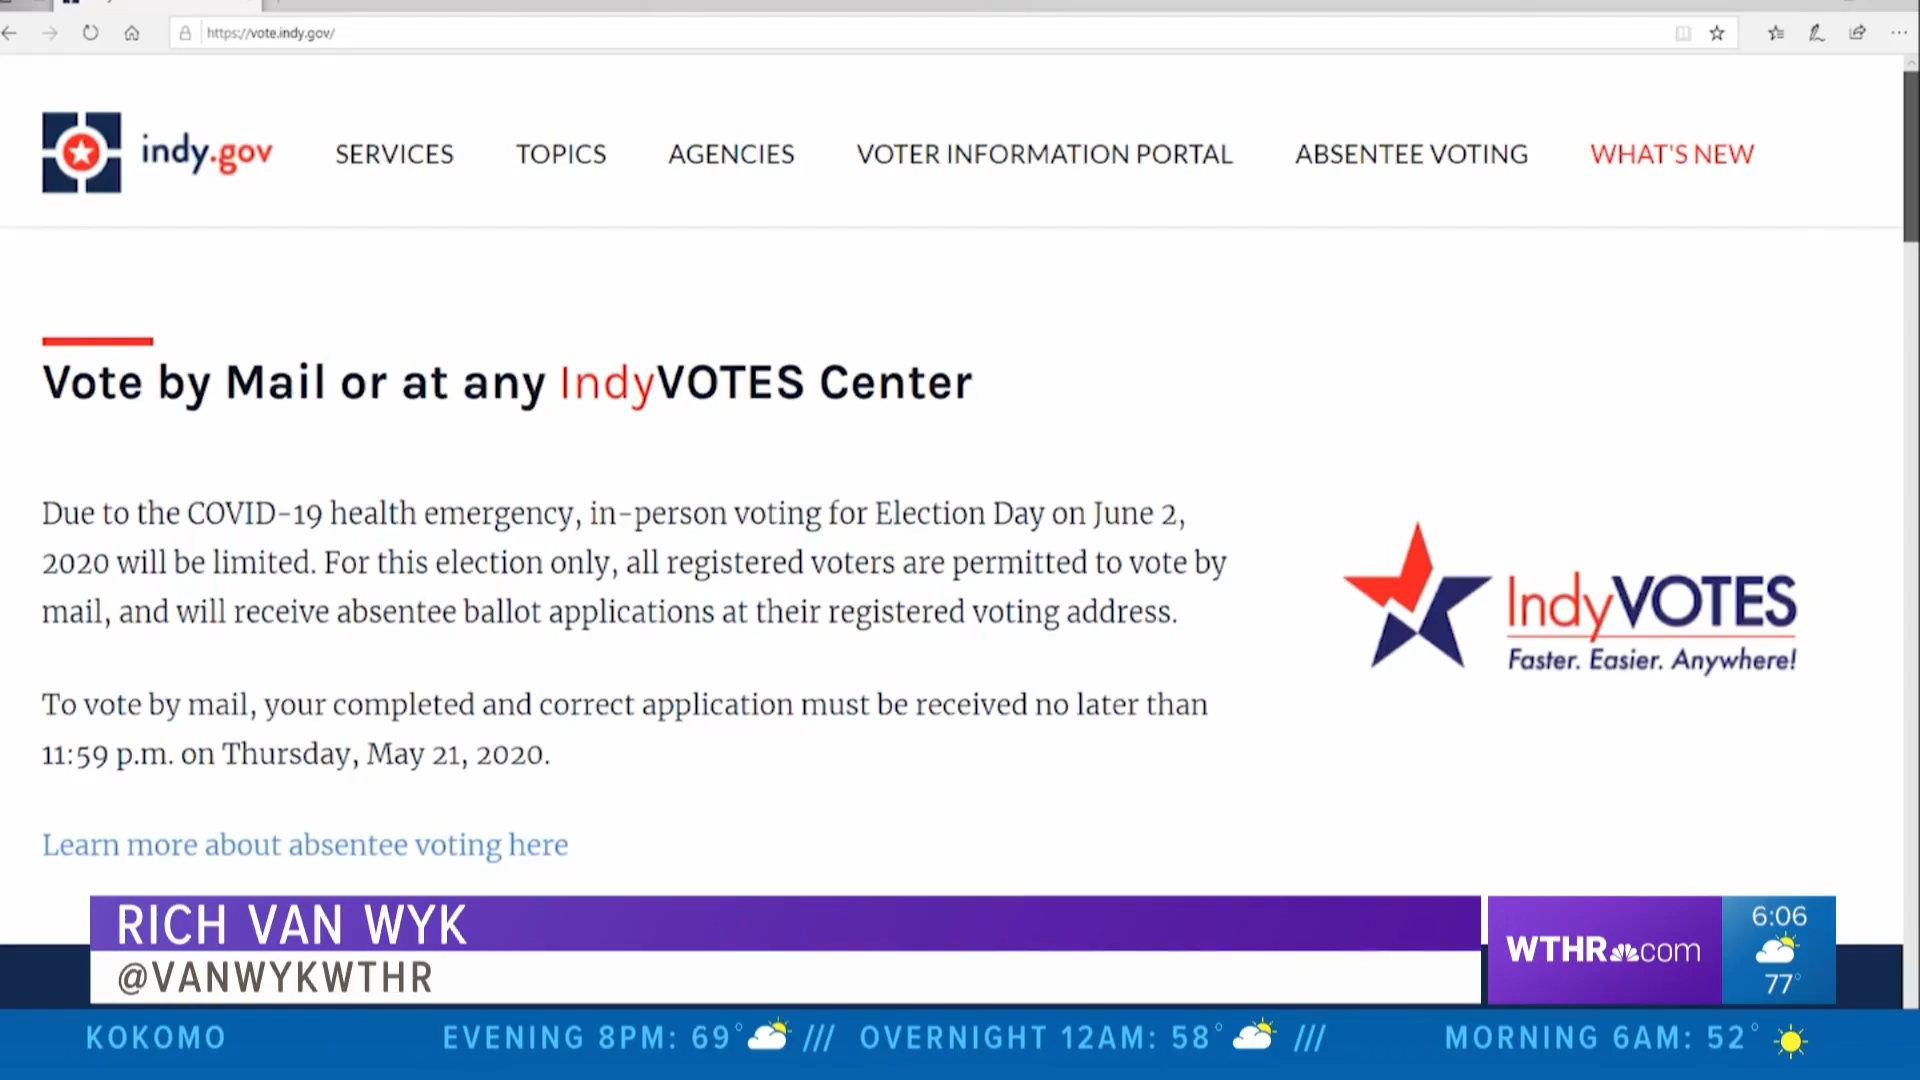 https://vote.indy.gov/
indy.gov SERVICES TOPICS AGENCIES VOTER INFORMATION PORTAL ABSENTEE VOTING WHAT'S NEW
Vote by Mail or at any IndyVOTES Center
Due to the COVID-19 health emergency, in-person voting for Election Day on June 2,
2020 will be limited. For this election only, all registered voters are permitted to vote by
mail, and will receive absentee ballot applications at their registered voting address.
IndyVOTES
Faster. Easier. Anywhere!
To vote by mail, your completed and correct application must be received no later than
11:59 p.m. on Thursday, May 21, 2020.
Learn more about absentee voting here
RICH VAN WYK
@VANWYKWTHR
WTHR.com
6:06
77°
KOKOMO EVENING 8PM: 69° /// OVERNIGHT 12AM: 58° /// MORNING 6AM: 52°